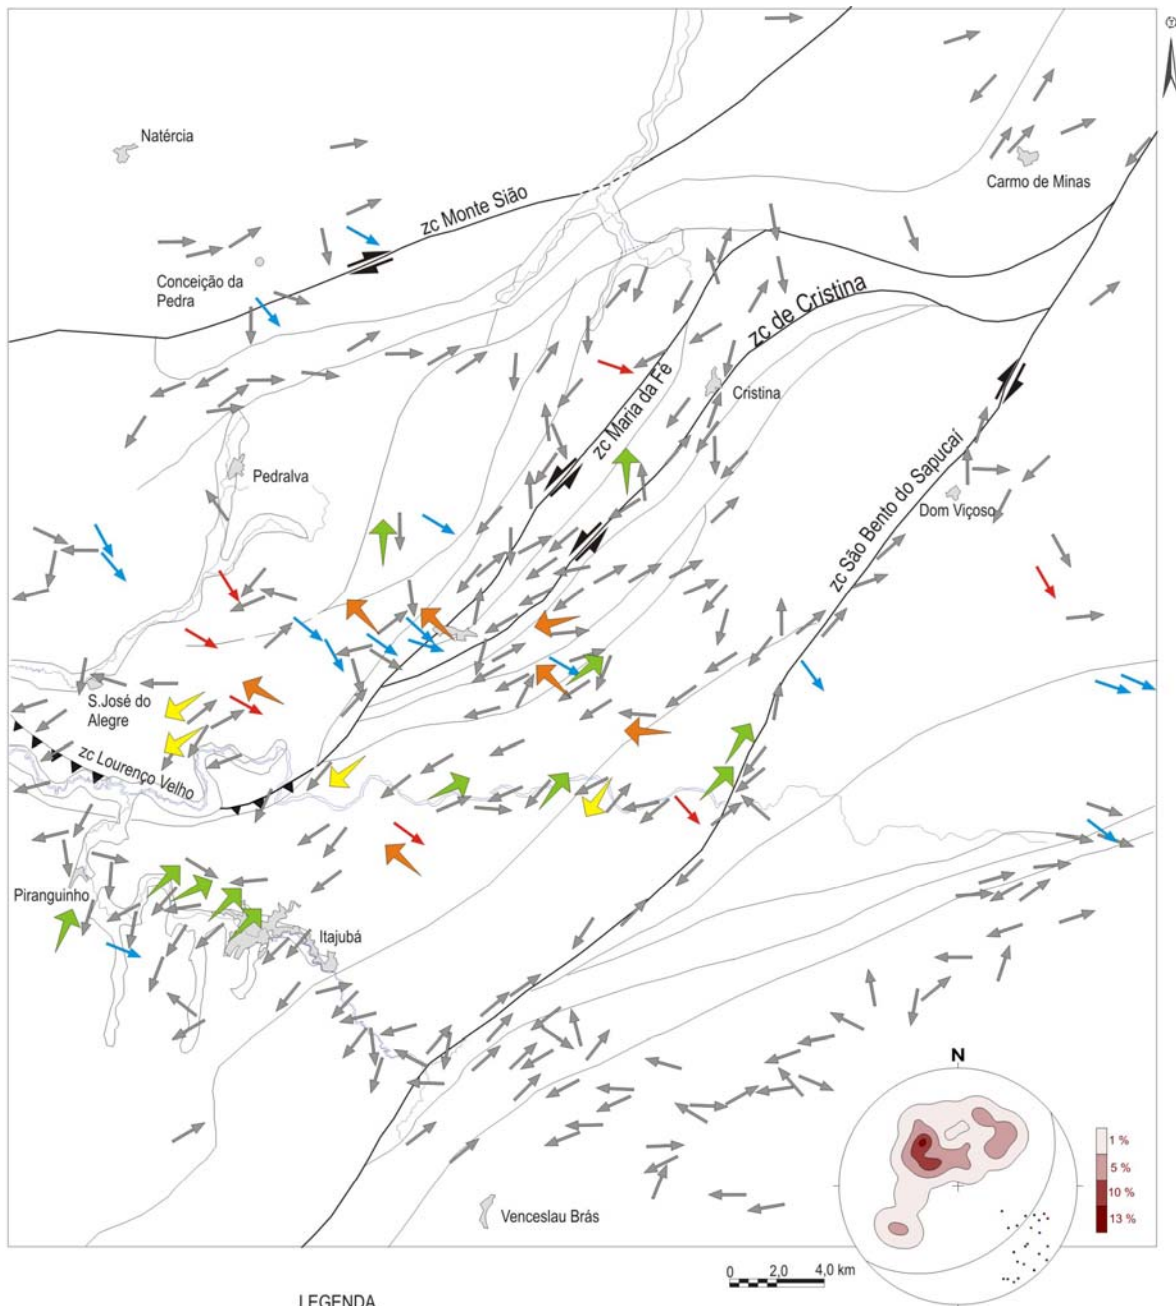 Natércia
zc Monte Sião
Carmo de Minas
Conceição da
Pedra
zc de Cristina
zc Maria da Fé
Cristina
Pedralva
zc São Bento do Sapucaí
Dom Viçoso
S.José do
Alegre
zc Lourenço Velho
Piranguinho
Itajubá
N
1 %
5 %
10 %
13 %
Venceslau Brás
0 2,0 4,0 km
LEGENDA